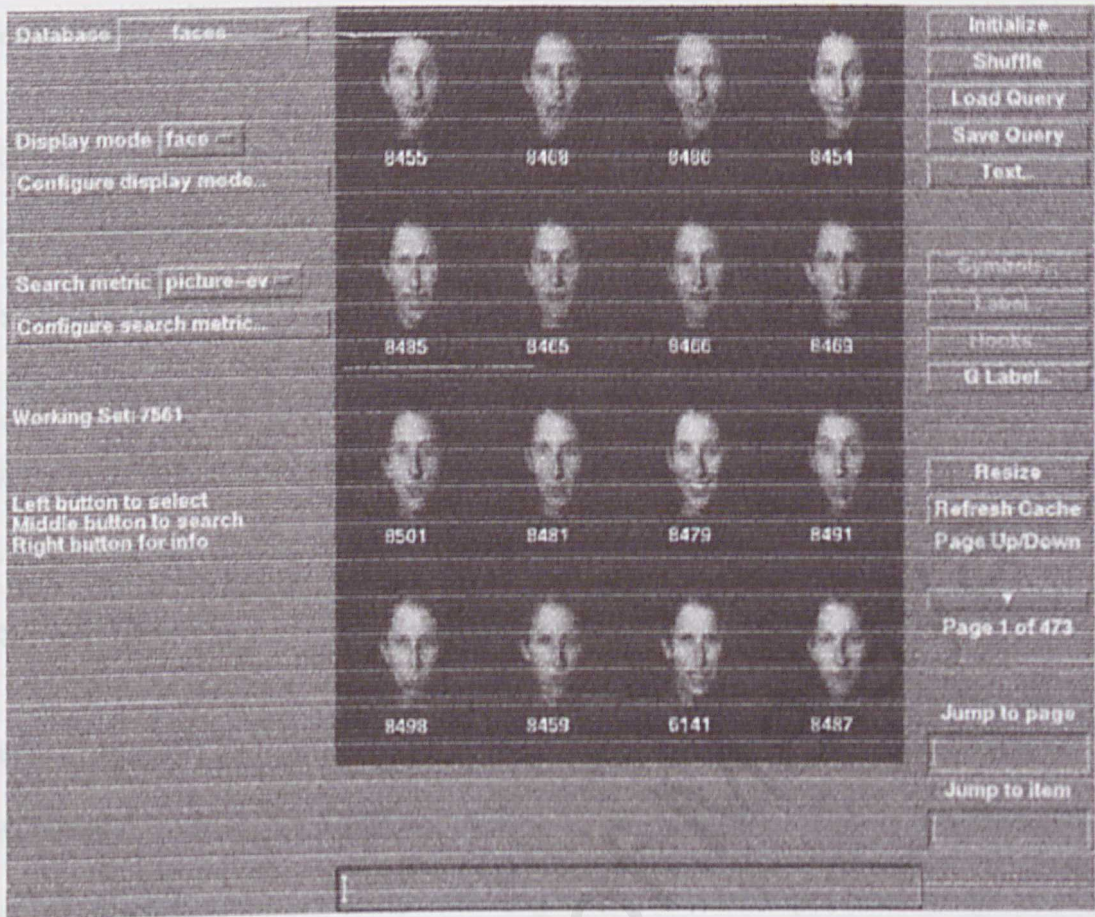 Database faces
Display mode face
Configure display mode...
Search metric picture-ev
Configure search metric...
Working Set: 7561
Left button to select
Middle button to search
Right button for info
8455 8468 8486 8454
8485 8465 8466 8469
8501 8481 8479 8491
8498 8459 6141 8487
Initialize
Shuffle
Load Query
Save Query
Text...
Symbols...
Label...
Hooks...
G Label...
Resize
Refresh Cache
Page Up/Down
Page 1 of 473
Jump to page
Jump to item